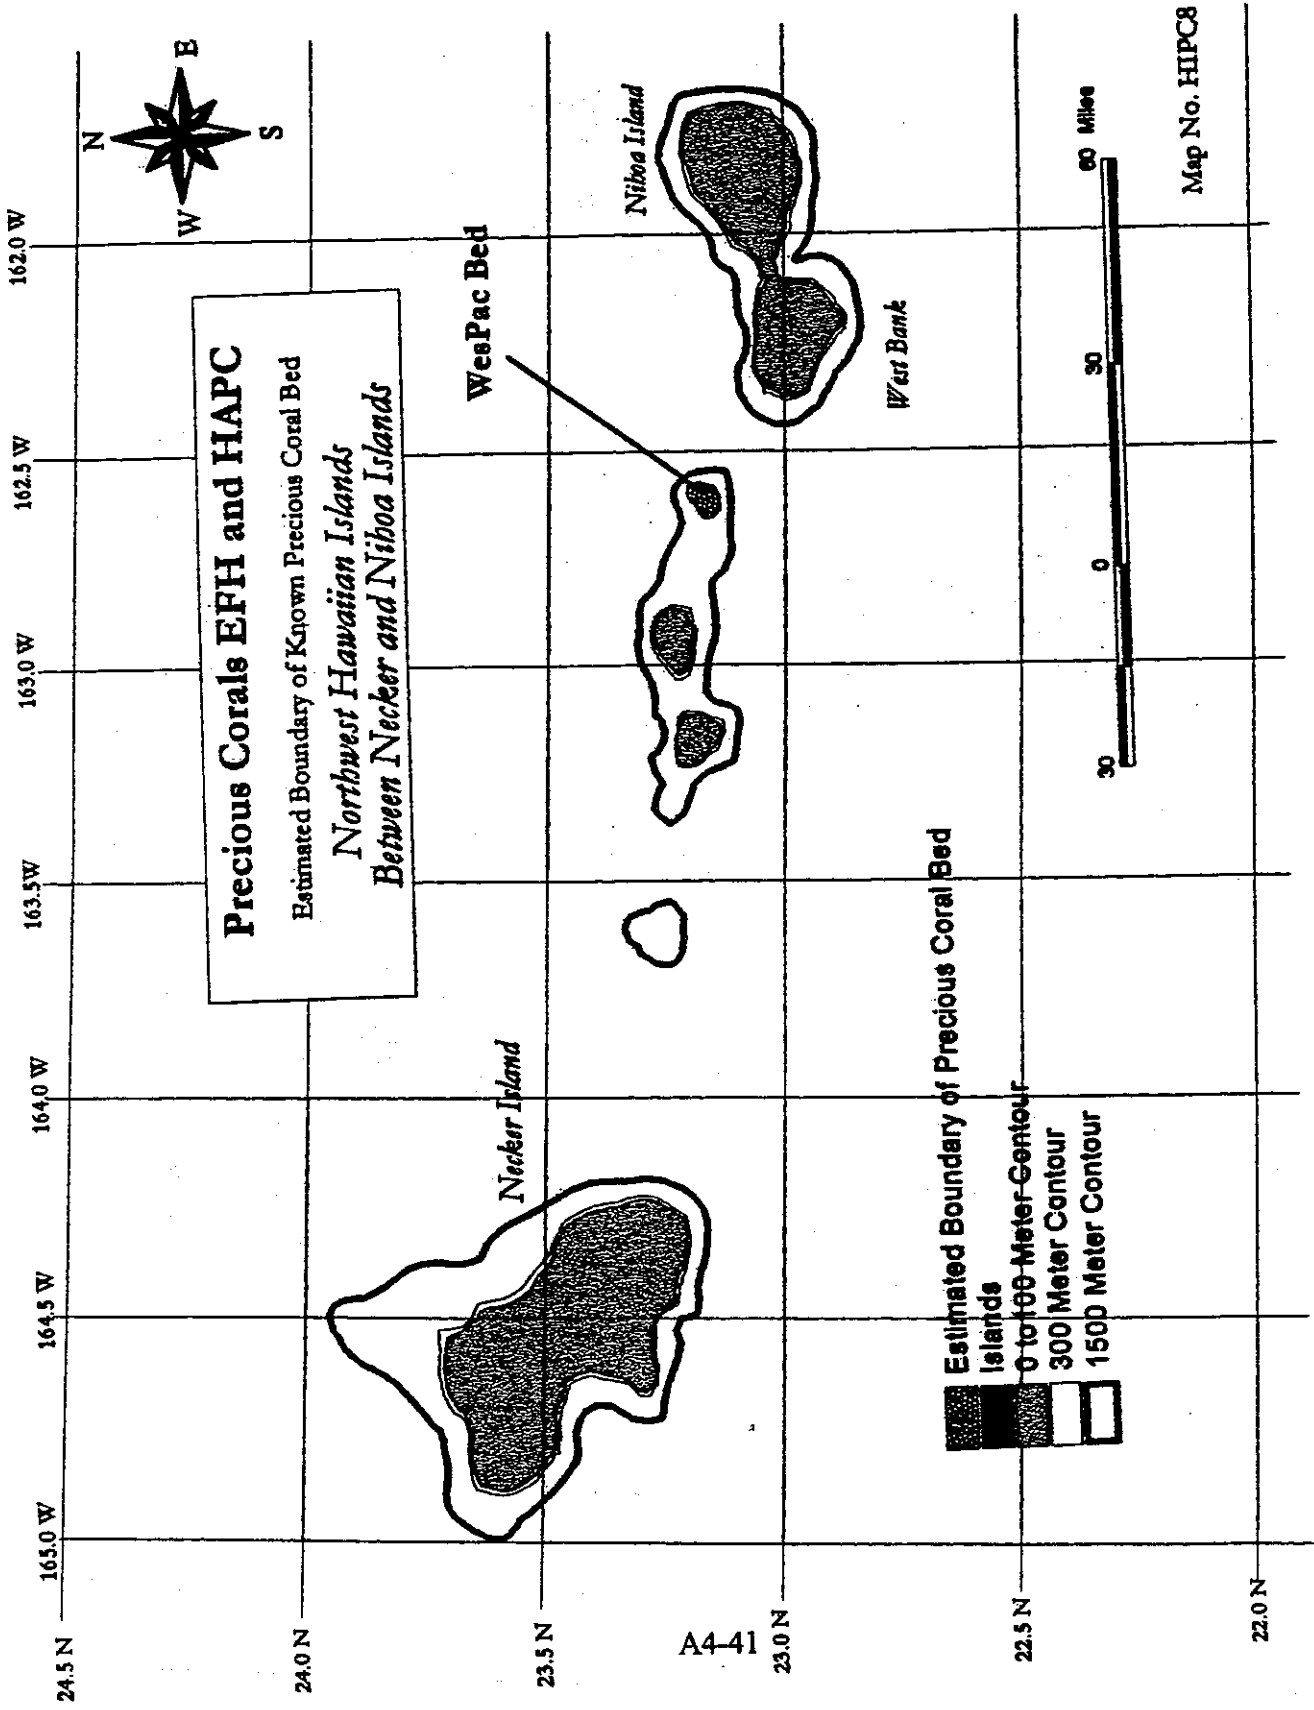 Precious Corals EFH and HAPC
Estimated Boundary of Known Precious Coral Bed
Northwest Hawaiian Islands
Between Necker and Nihoa Islands
N
W
E
S
165.0 W
164.5 W
164.0 W
163.5W
163.0 W
162.5 W
162.0 W
24.5 N
24.0 N
23.5 N
23.0 N
22.5 N
22.0 N
Necker Island
WesPac Bed
Nihoa Island
West Bank
Estimated Boundary of Precious Coral Bed
Islands
0 to 100 Meter Contour
300 Meter Contour
1500 Meter Contour
30
0
30
60 Miles
Map No. HIPC8
A4-41